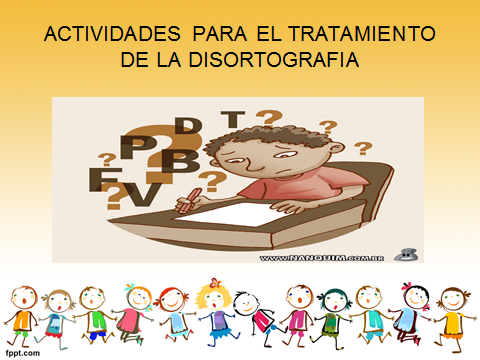 ACTIVIDADES PARA EL TRATAMIENTO
DE LA DISORTOGRAFIA
D T ? ?
? ? P B ?
F ? V ?
WWW.NANQUIM.COM.BR
fppt.com